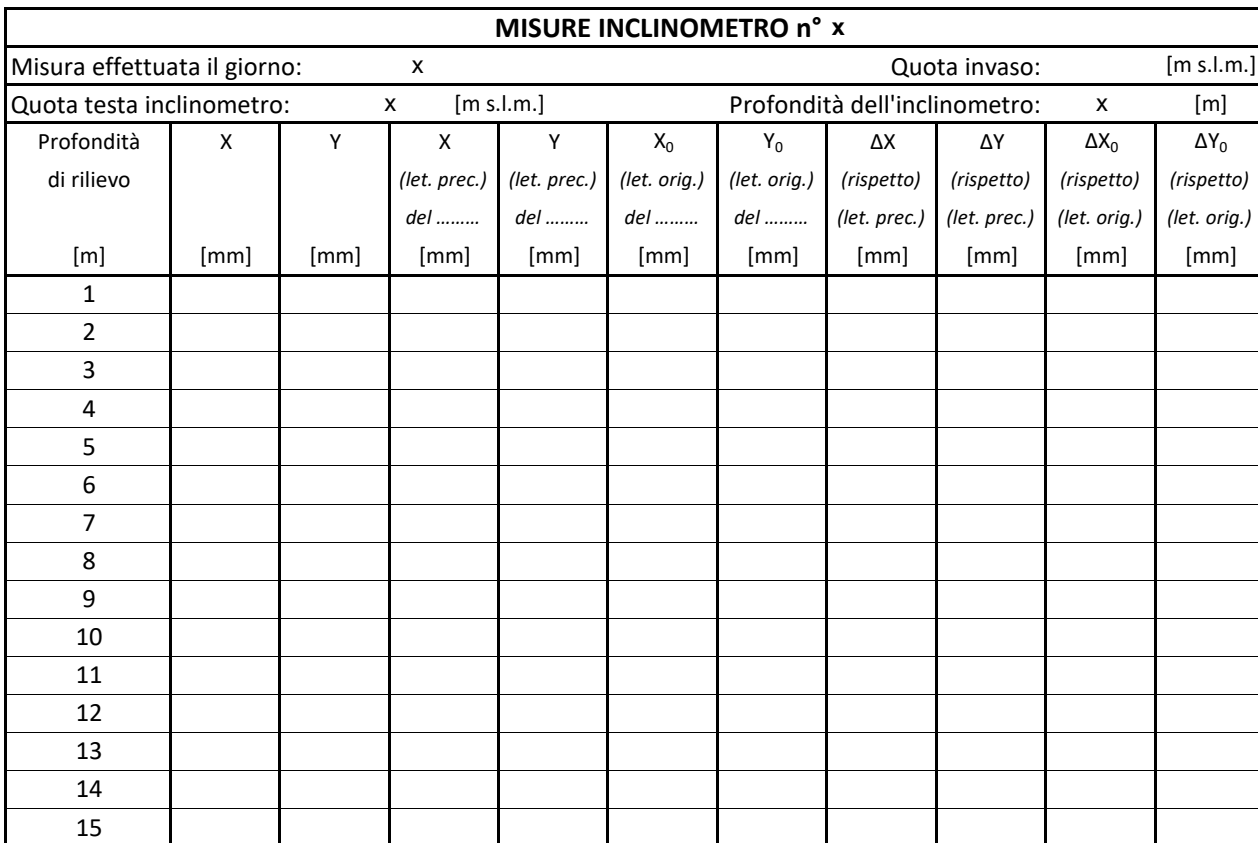 MISURE INCLINOMETRO n° x
Misura effettuata il giorno: x Quota invaso: [m s.l.m.]
Quota testa inclinometro: x [m s.l.m.] Profondità dell'inclinometro: x [m]
Profondità X Y X Y X₀ Y₀ ΔX ΔY ΔX₀ ΔY₀
di rilievo (let. prec.) (let. prec.) (let. orig.) (let. orig.) (rispetto) (rispetto) (rispetto) (rispetto)
del ……… del ……… del ……… del ……… (let. prec.) (let. prec.) (let. orig.) (let. orig.)
[m] [mm] [mm] [mm] [mm] [mm] [mm] [mm] [mm] [mm] [mm]
1
2
3
4
5
6
7
8
9
10
11
12
13
14
15